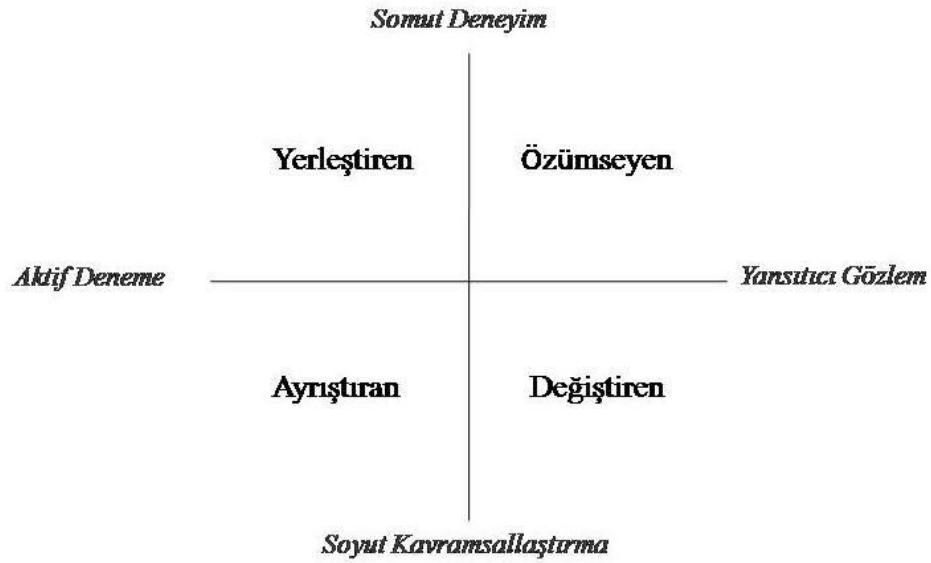 Somut Deneyim
Yerleştiren Özümseyen
Aktif Deneme Yansıtıcı Gözlem
Ayrıştıran Değiştiren
Soyut Kavramsallaştırma